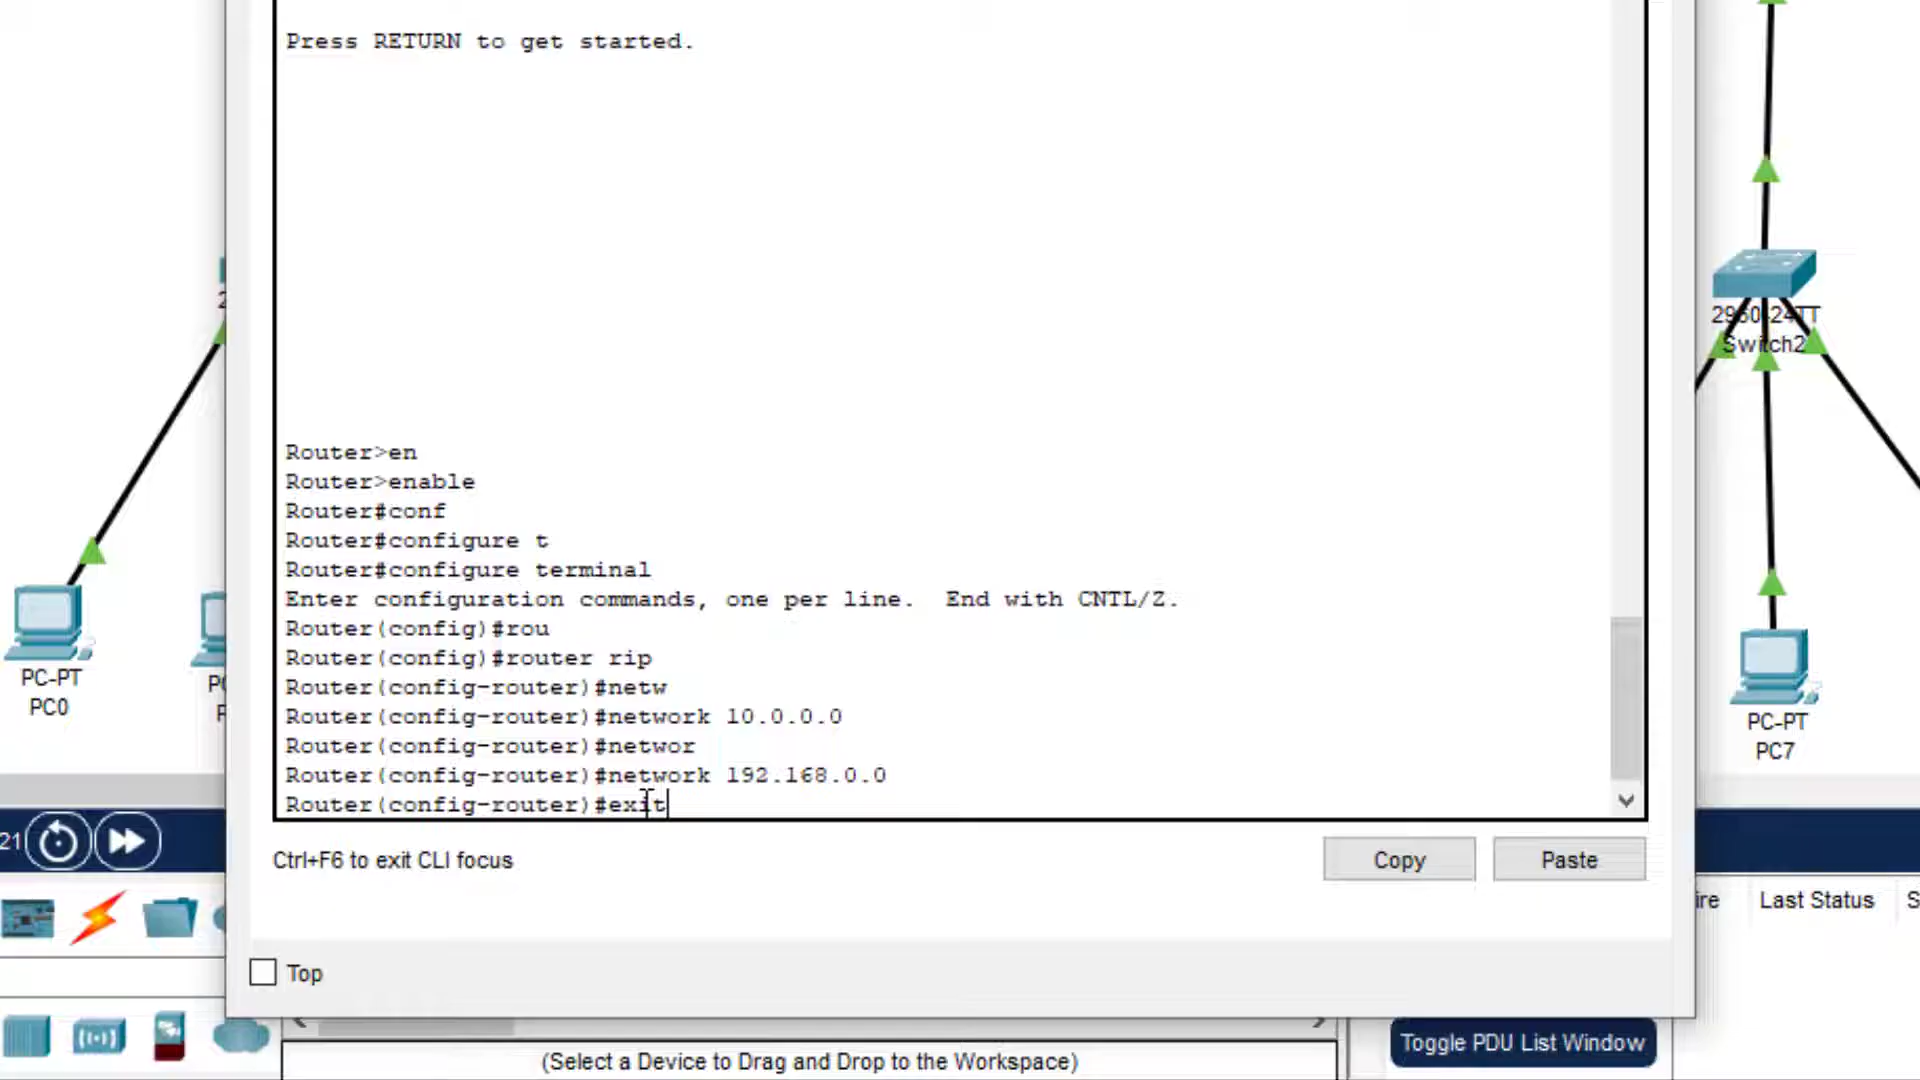 Press RETURN to get started.
Router>en
Router>enable
Router#conf
Router#configure t
Router#configure terminal
Enter configuration commands, one per line.  End with CNTL/Z.
Router(config)#rou
Router(config)#router rip
Router(config-router)#netw
Router(config-router)#network 10.0.0.0
Router(config-router)#networ
Router(config-router)#network 192.168.0.0
Router(config-router)#exit
Ctrl+F6 to exit CLI focus
Copy
Paste
Top
PC-PT
PC0
2960-24TT
Switch2
PC-PT
PC7
21
Last Status
(Select a Device to Drag and Drop to the Workspace)
Toggle PDU List Window